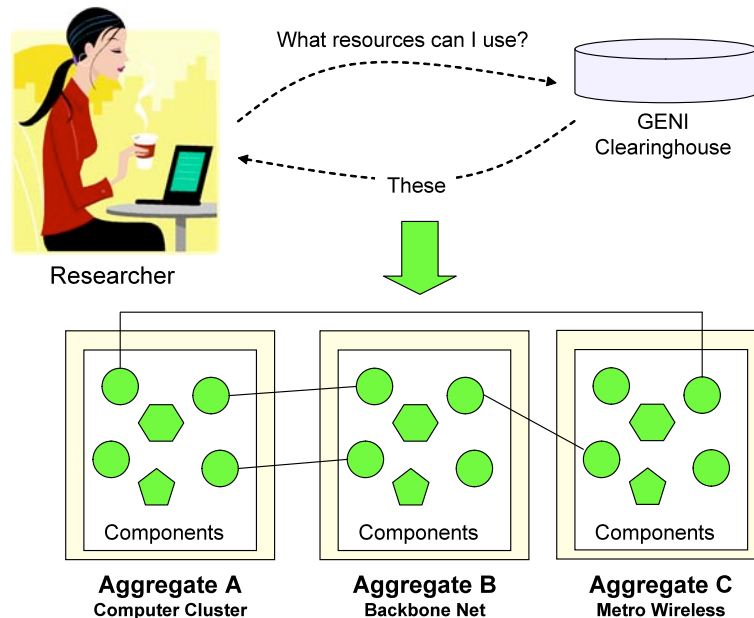 What resources can I use?
GENI
Clearinghouse
These
Researcher
Components
Components
Components
Aggregate A
Computer Cluster
Aggregate B
Backbone Net
Aggregate C
Metro Wireless